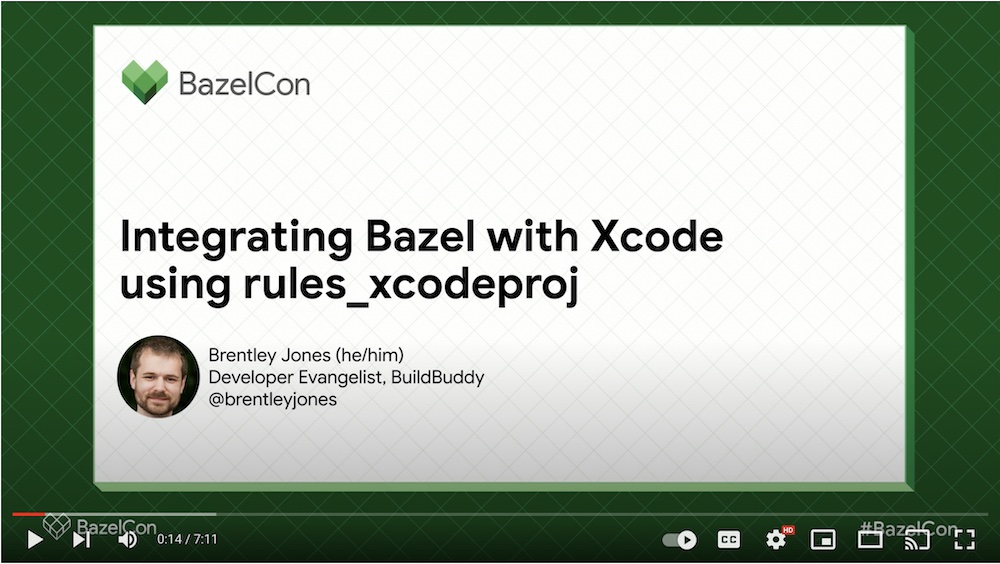 BazelCon
Integrating Bazel with Xcode
using rules_xcodeproj
Brentley Jones (he/him)
Developer Evangelist, BuildBuddy
@brentleyjones
BazelCon
#BazelCon
0:14 / 7:11
CC
HD